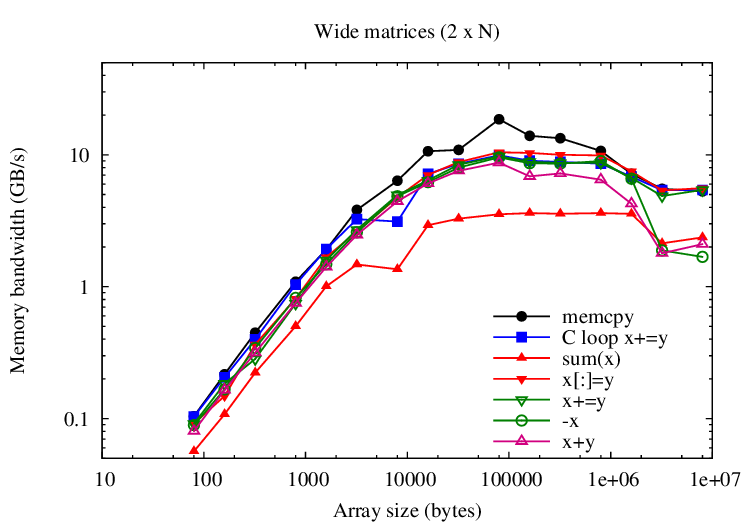 Wide matrices (2 x N)
Memory bandwidth (GB/s)
10
1
0.1
memcpy
C loop x+=y
sum(x)
x[:]=y
x+=y
-x
x+y
10 100 1000 10000 100000 1e+06 1e+07
Array size (bytes)